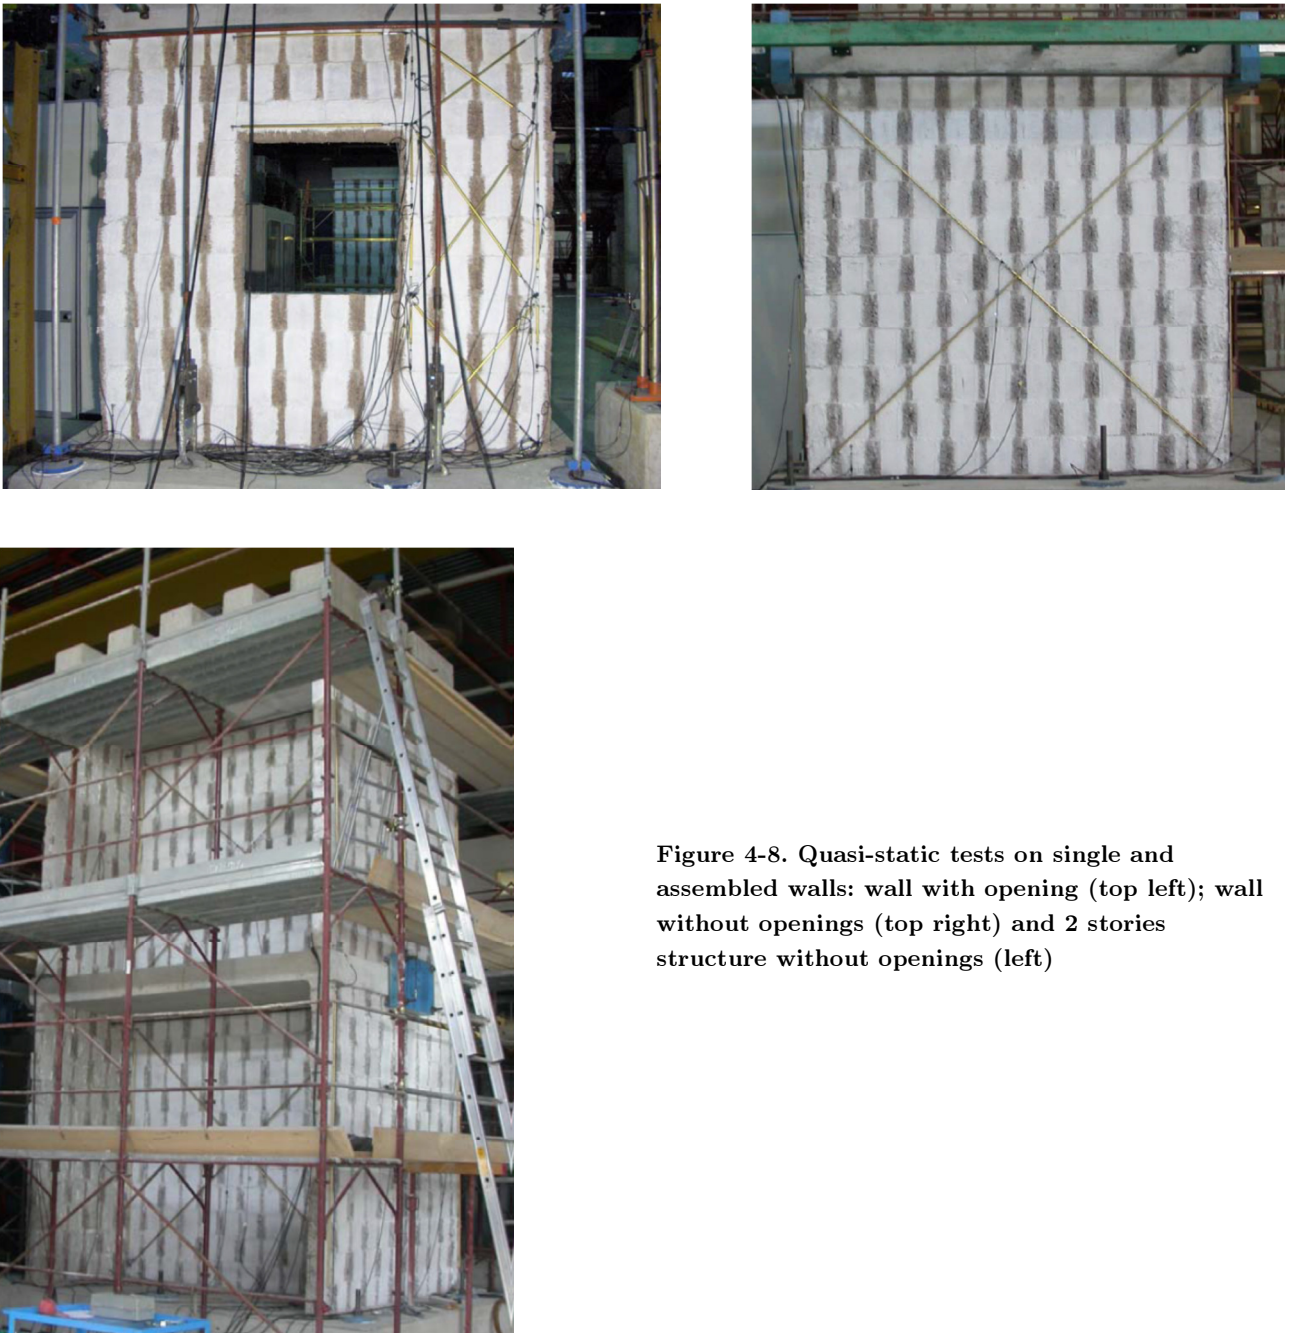 Figure 4-8. Quasi-static tests on single and
assembled walls: wall with opening (top left); wall
without openings (top right) and 2 stories
structure without openings (left)